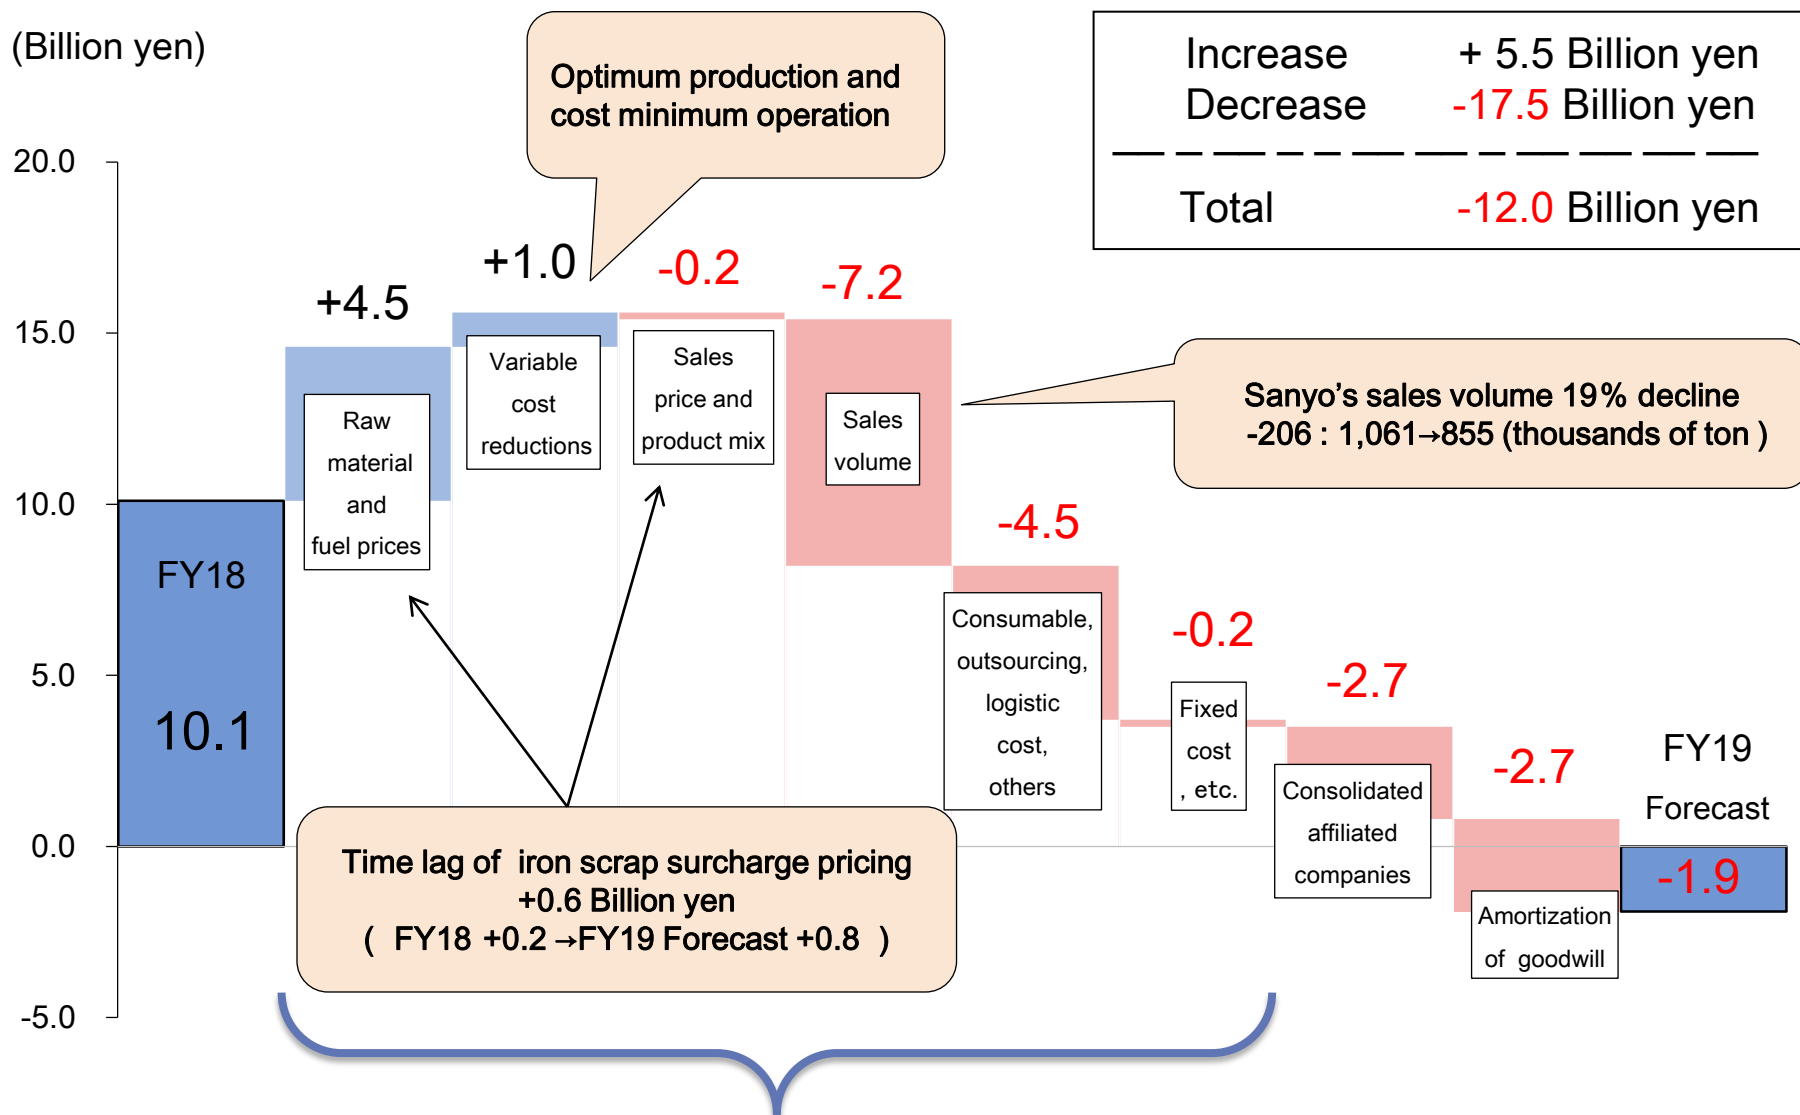 (Billion yen)
Optimum production and
cost minimum operation
Increase + 5.5 Billion yen
Decrease -17.5 Billion yen
Total -12.0 Billion yen
20.0
15.0
10.0
5.0
0.0
-5.0
FY18
10.1
+4.5
Raw
material
and
fuel prices
+1.0
Variable
cost
reductions
-0.2
Sales
price and
product mix
-7.2
Sales
volume
Sanyo’s sales volume 19% decline
-206 : 1,061→855 (thousands of ton )
-4.5
Consumable,
outsourcing,
logistic
cost,
others
-0.2
Fixed
cost
, etc.
-2.7
Consolidated
affiliated
companies
-2.7
Amortization
of goodwill
FY19
Forecast
-1.9
Time lag of iron scrap surcharge pricing
+0.6 Billion yen
( FY18 +0.2 →FY19 Forecast +0.8 )